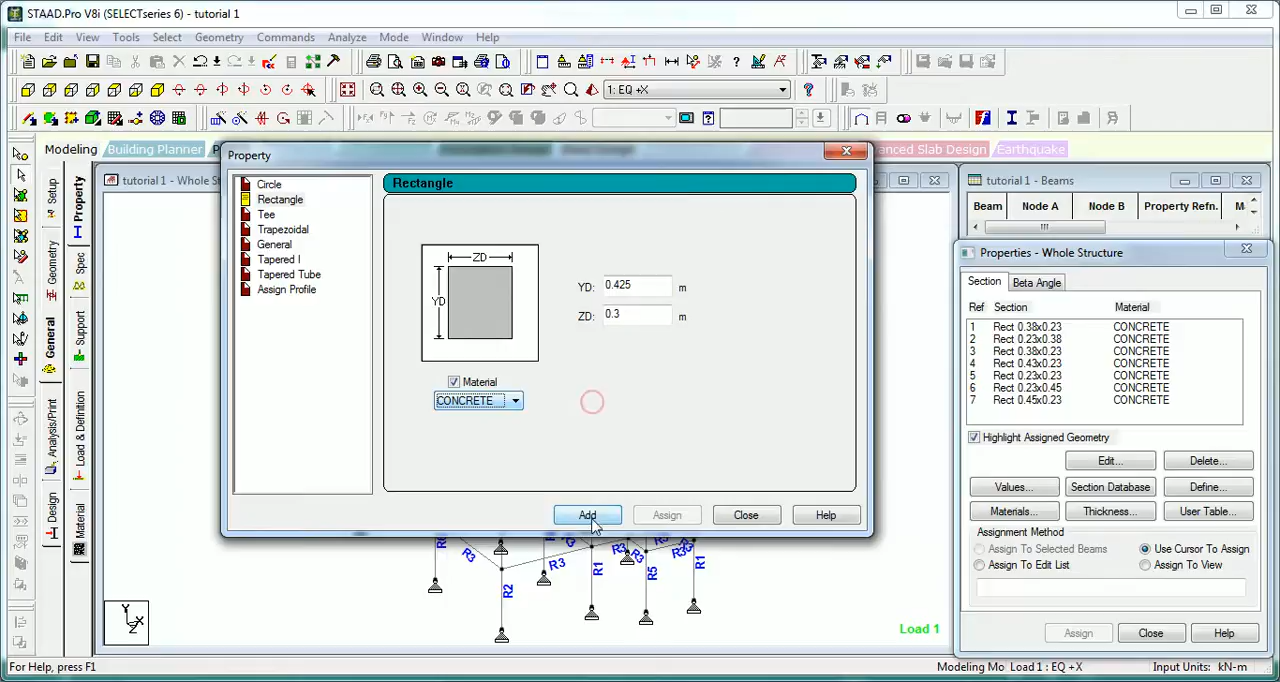 STAAD.Pro V8i (SELECTseries 6) - tutorial 1
File Edit View Tools Select Geometry Commands Analyze Mode Window Help
1: EQ +X
Modeling Building Planner
anced Slab Design Earthquake
Property
tutorial 1 - Whole St
tutorial 1 - Beams
Beam Node A Node B Property Refn.
Setup
Geometry
General
Analysis/Print
Design
Property
Spec
Support
Load & Definition
Material
Circle
Rectangle
Tee
Trapezoidal
General
Tapered I
Tapered Tube
Assign Profile
Rectangle
ZD
YD
YD: 0.425 m
ZD: 0.3 m
Material
CONCRETE
Add Assign Close Help
Properties - Whole Structure
Section Beta Angle
Ref Section Material
1 Rect 0.38x0.23 CONCRETE
2 Rect 0.23x0.38 CONCRETE
3 Rect 0.38x0.23 CONCRETE
4 Rect 0.43x0.23 CONCRETE
5 Rect 0.23x0.23 CONCRETE
6 Rect 0.23x0.45 CONCRETE
7 Rect 0.45x0.23 CONCRETE
Highlight Assigned Geometry
Edit... Delete...
Values... Section Database Define...
Materials... Thickness... User Table...
Assignment Method
Assign To Selected Beams Use Cursor To Assign
Assign To Edit List Assign To View
Assign Close Help
R3 R3 R3 R3
R3 R1 R5 R1
R2
Y
X
Z
Load 1
For Help, press F1
Modeling Mo Load 1 : EQ +X Input Units: kN-m